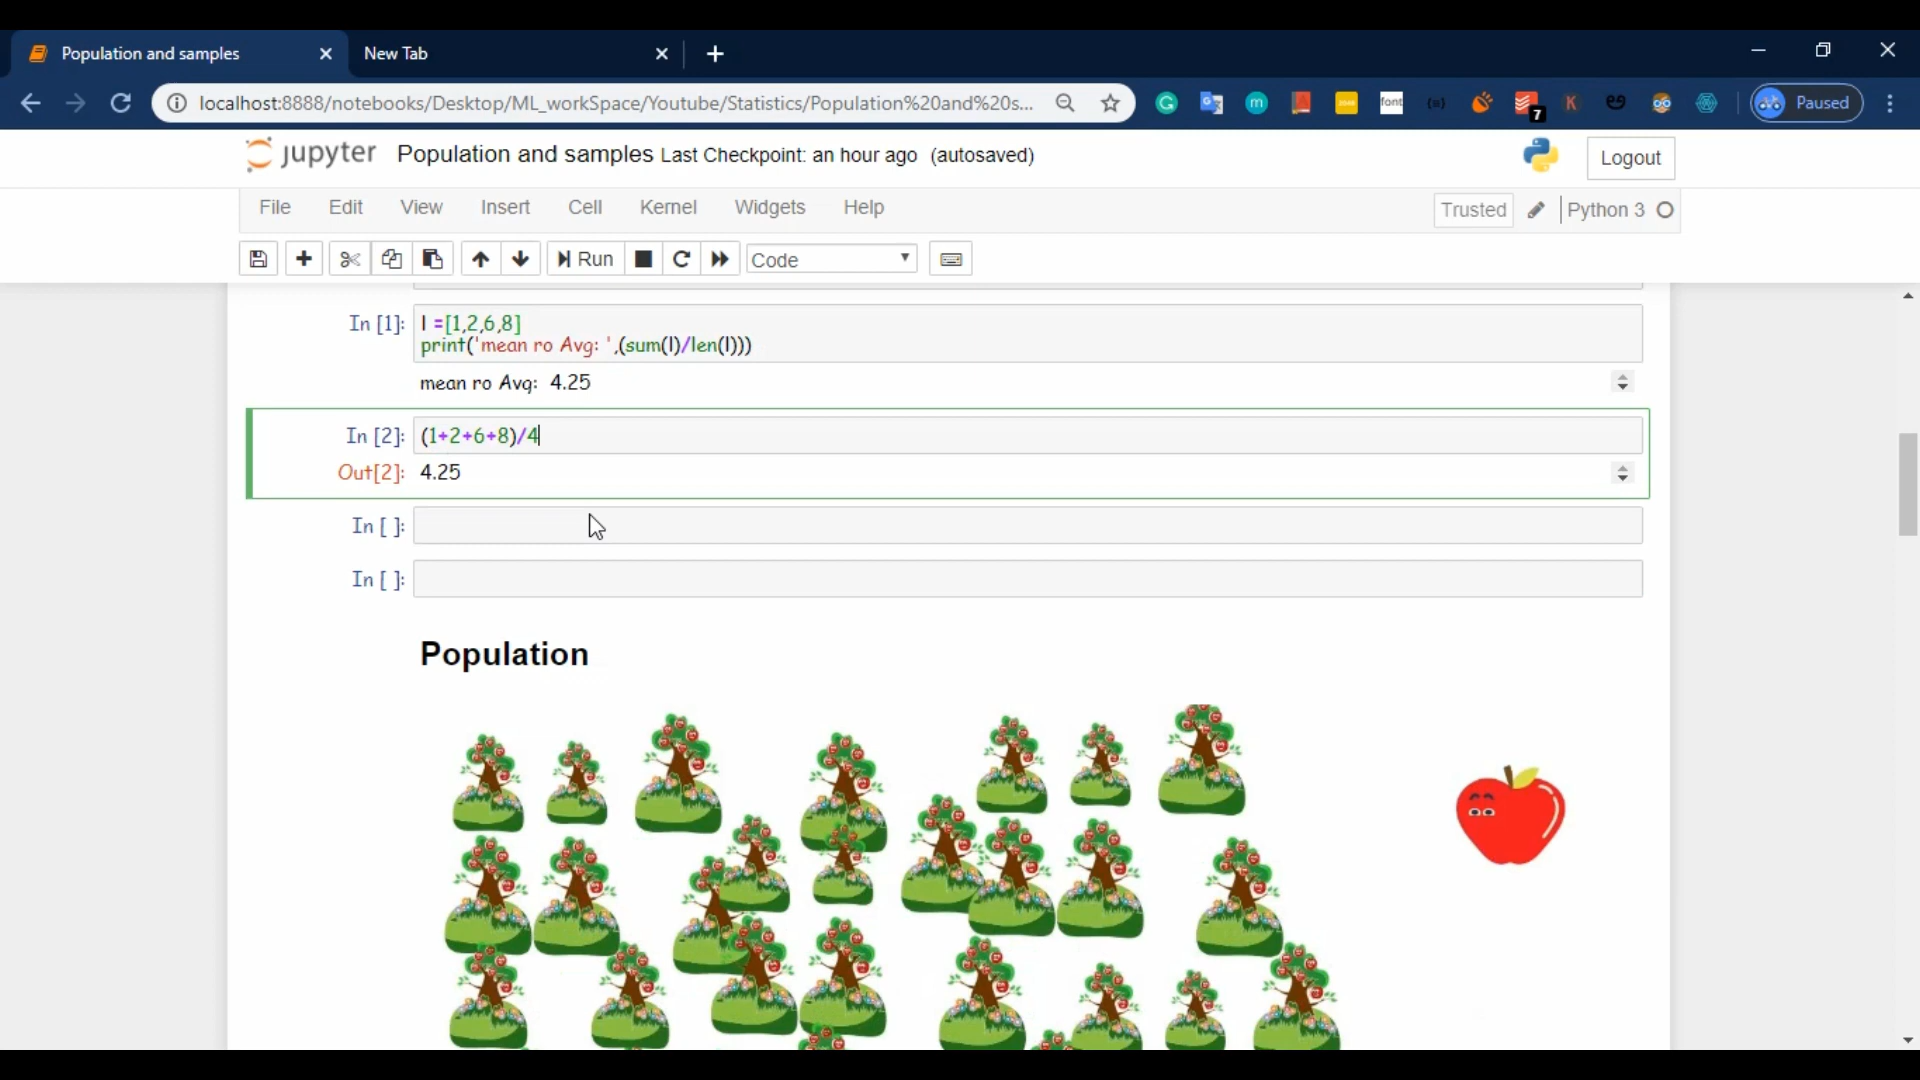 Population and samples
New Tab
localhost:8888/notebooks/Desktop/ML_workSpace/Youtube/Statistics/Population%20and%20s...
font
7
K
Paused
jupyter
Population and samples Last Checkpoint: an hour ago (autosaved)
Logout
File Edit View Insert Cell Kernel Widgets Help
Trusted
Python 3
Run
Code
In [1]: l =[1,2,6,8]
print('mean ro Avg: ',(sum(l)/len(l)))
mean ro Avg: 4.25
In [2]: (1+2+6+8)/4
Out[2]: 4.25
In [ ]:
In [ ]:
Population